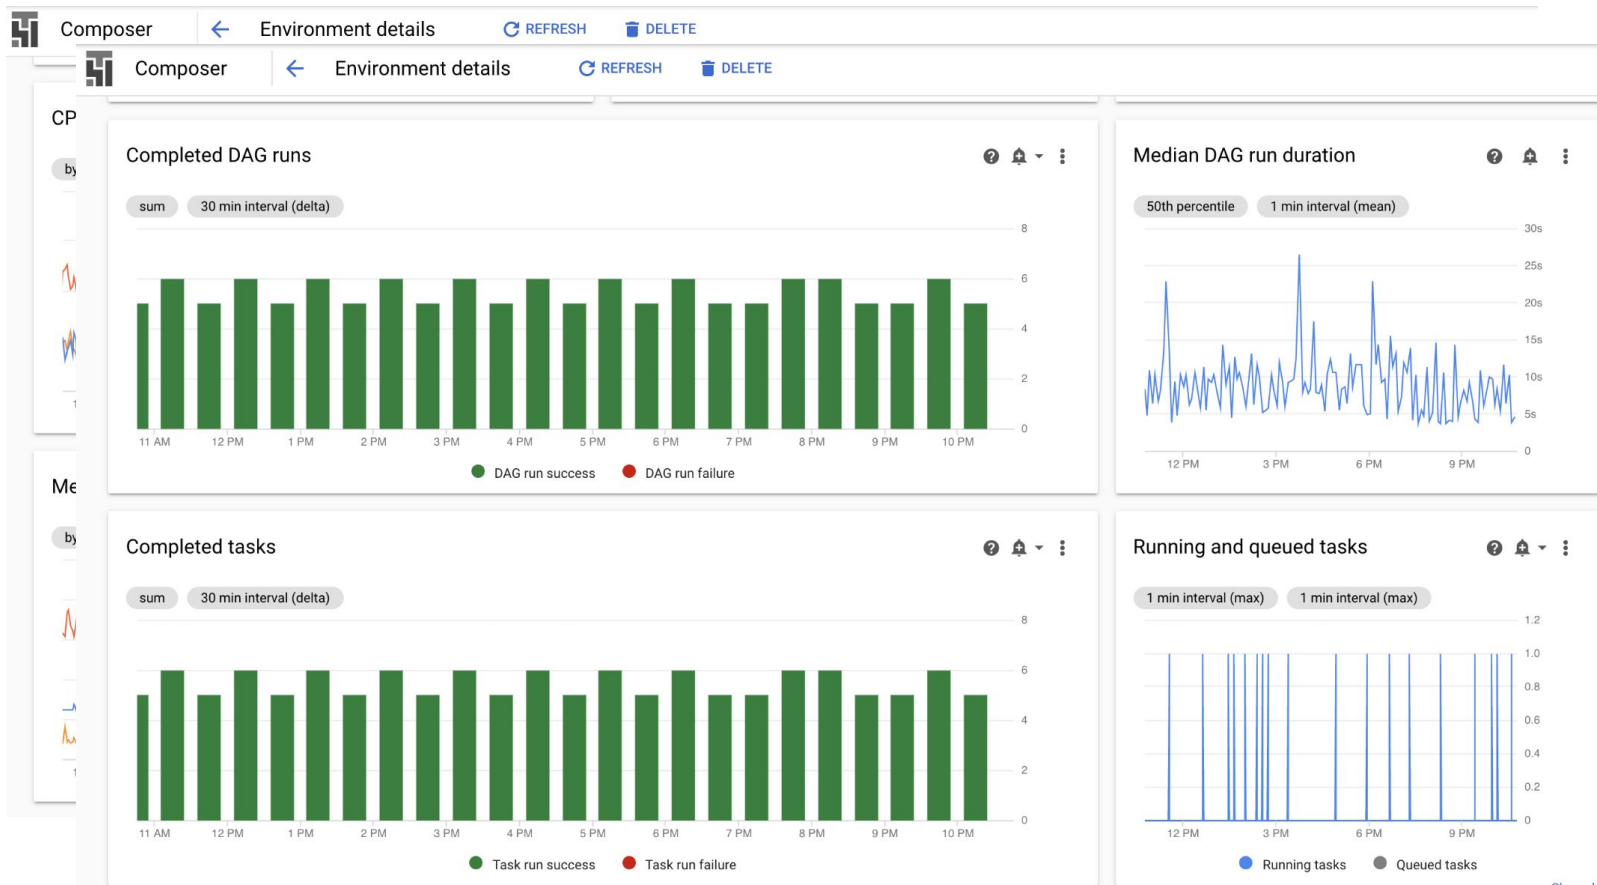 Composer Environment details REFRESH DELETE
Composer Environment details REFRESH DELETE
CP
by
Me
by
Completed DAG runs
sum 30 min interval (delta)
8
6
4
2
0
11 AM 12 PM 1 PM 2 PM 3 PM 4 PM 5 PM 6 PM 7 PM 8 PM 9 PM 10 PM
DAG run success DAG run failure
Median DAG run duration
50th percentile 1 min interval (mean)
30s
25s
20s
15s
10s
5s
0
12 PM 3 PM 6 PM 9 PM
Completed tasks
sum 30 min interval (delta)
8
6
4
2
0
11 AM 12 PM 1 PM 2 PM 3 PM 4 PM 5 PM 6 PM 7 PM 8 PM 9 PM 10 PM
Task run success Task run failure
Running and queued tasks
1 min interval (max) 1 min interval (max)
1.2
1.0
0.8
0.6
0.4
0.2
0
12 PM 3 PM 6 PM 9 PM
Running tasks Queued tasks